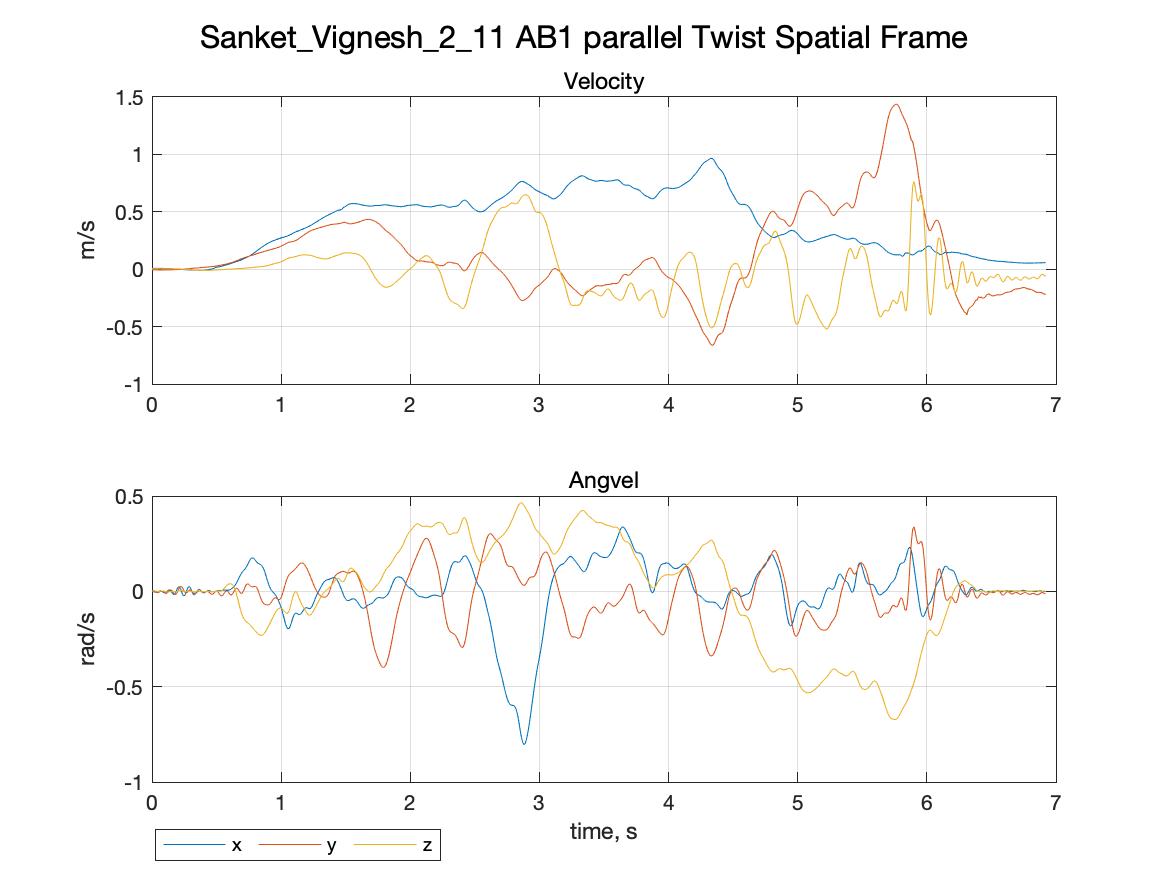 Sanket_Vignesh_2_11 AB1 parallel Twist Spatial Frame
Velocity
1.5
1
0.5
0
-0.5
-1
m/s
0 1 2 3 4 5 6 7
Angvel
0.5
0
-0.5
-1
rad/s
0 1 2 3 4 5 6 7
time, s
x y z